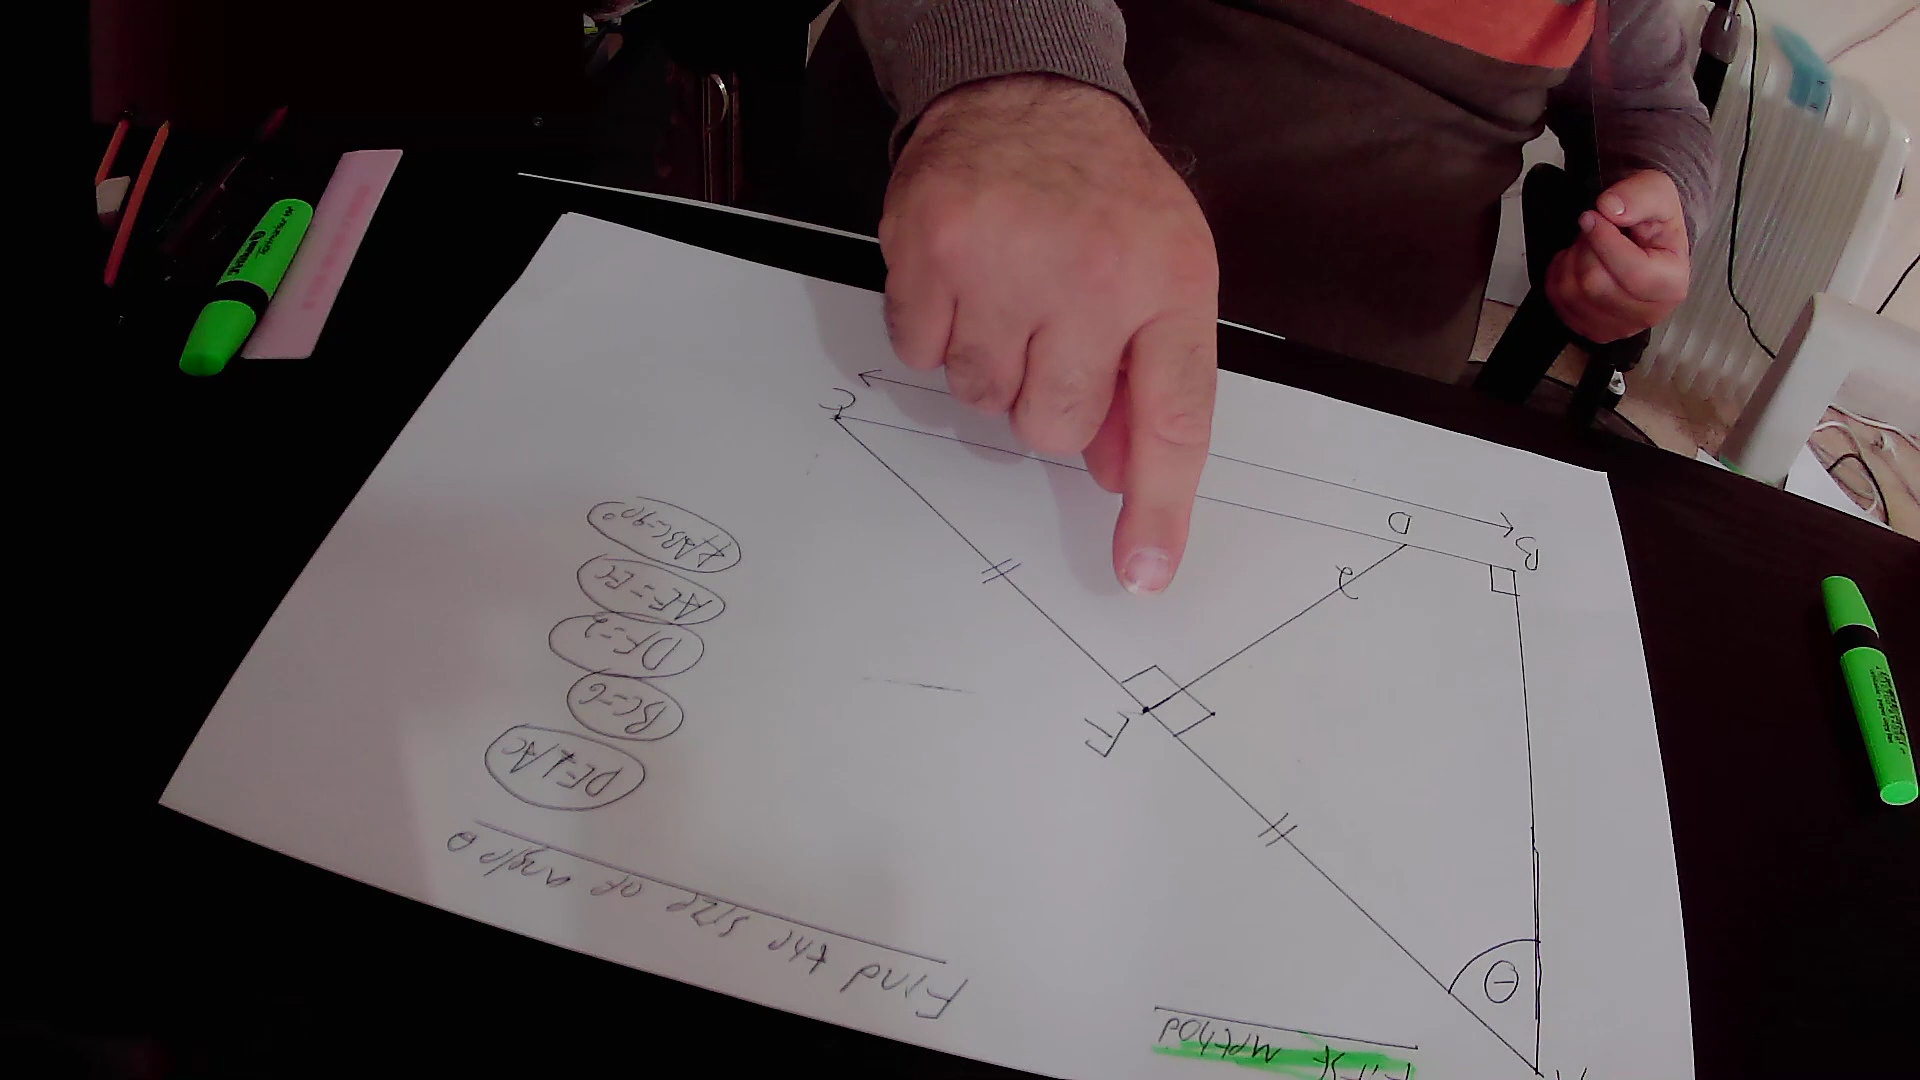 First Method
A
θ
B
D
2
C
E
Find the size of angle θ
DE⊥AC
BC=6
DE=2
AE=EC
∡ABC=90°